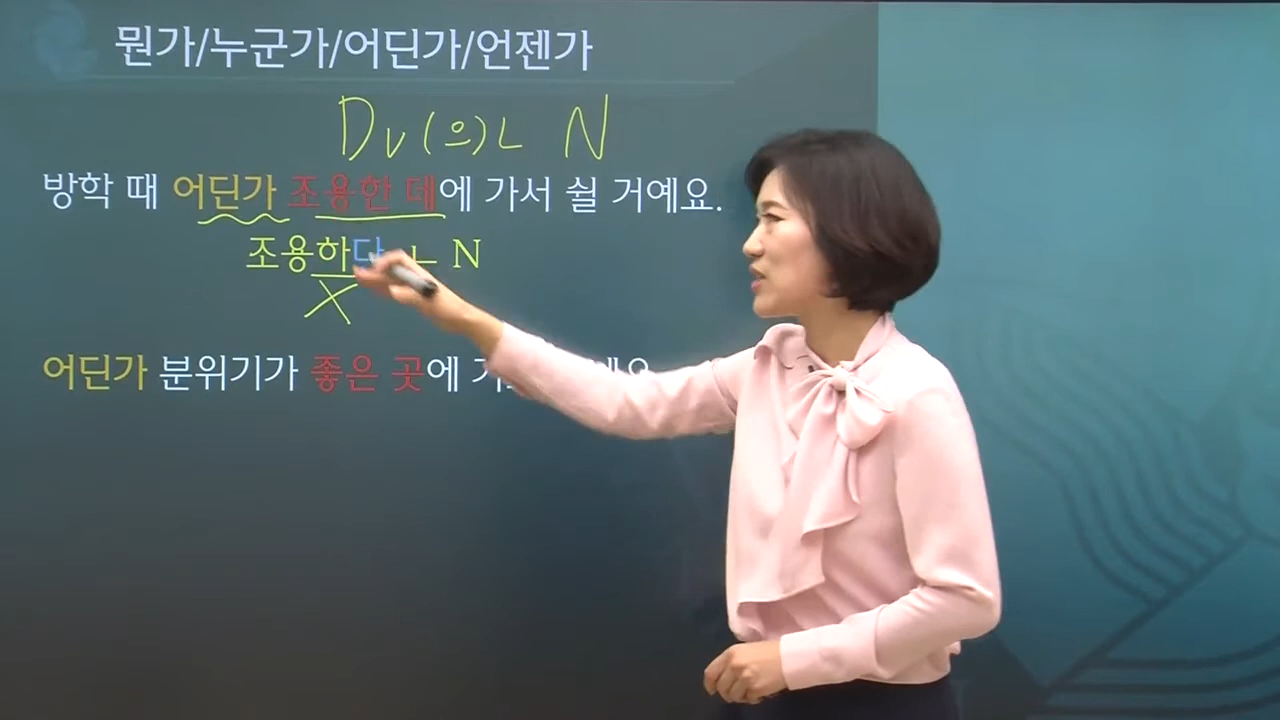 뭔가/누군가/어딘가/언젠가
Dv(으)ㄴ N
방학 때 어딘가 조용한 데에 가서 쉴 거예요.
조용하다 ㄴ N
X
어딘가 분위기가 좋은 곳에